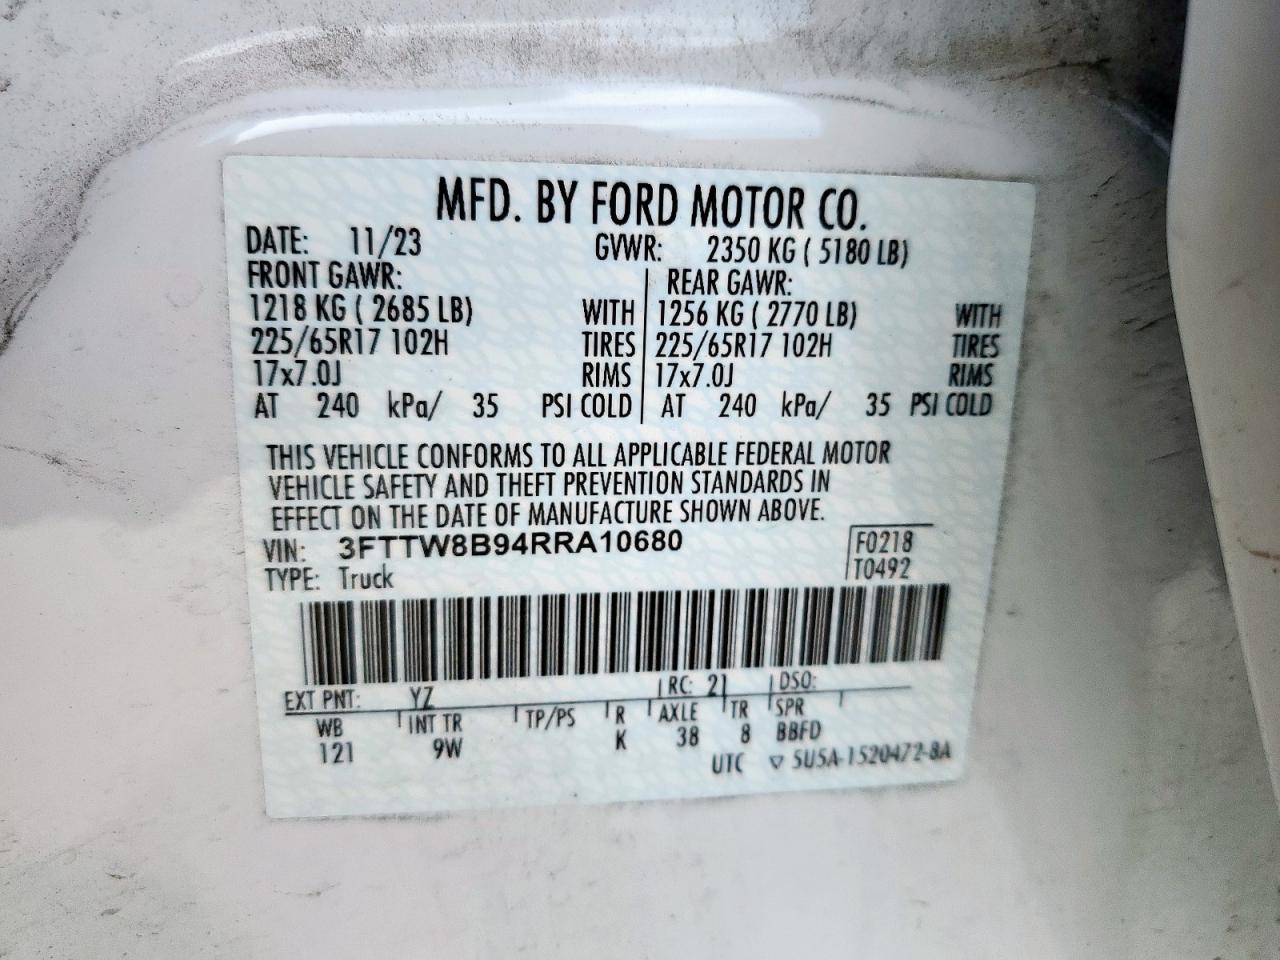 MFD. BY FORD MOTOR CO.
DATE: 11/23 GVWR: 2350 KG ( 5180 LB)
FRONT GAWR: REAR GAWR:
1218 KG ( 2685 LB) WITH 1256 KG ( 2770 LB) WITH
225/65R17 102H TIRES 225/65R17 102H TIRES
17x7.0J RIMS 17x7.0J RIMS
AT 240 kPa/ 35 PSI COLD AT 240 kPa/ 35 PSI COLD
THIS VEHICLE CONFORMS TO ALL APPLICABLE FEDERAL MOTOR
VEHICLE SAFETY AND THEFT PREVENTION STANDARDS IN
EFFECT ON THE DATE OF MANUFACTURE SHOWN ABOVE.
VIN: 3FTTW8B94RRA10680 F0218
TYPE: Truck T0492
EXT PNT: YZ RC: 21 DSO:
WB INT TR TP/PS R AXLE TR SPR
121 9W K 38 8 BBFD
UTC ▽ 5U5A-1520472-8A